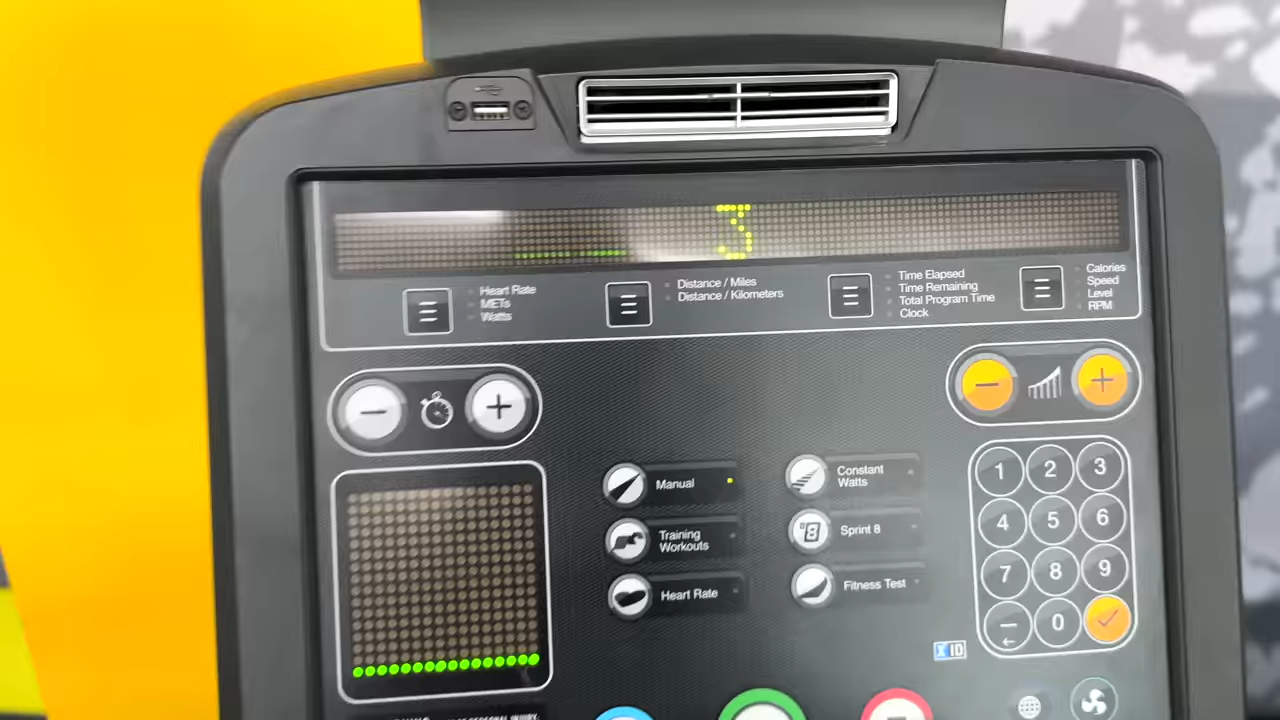 3
Heart Rate
METs
Watts
Distance / Miles
Distance / Kilometers
Time Elapsed
Time Remaining
Total Program Time
Clock
Calories
Speed
Level
RPM
Manual
Training
Workouts
Heart Rate
Constant
Watts
8
Sprint 8
Fitness Test
1 2 3
4 5 6
7 8 9
0
XID